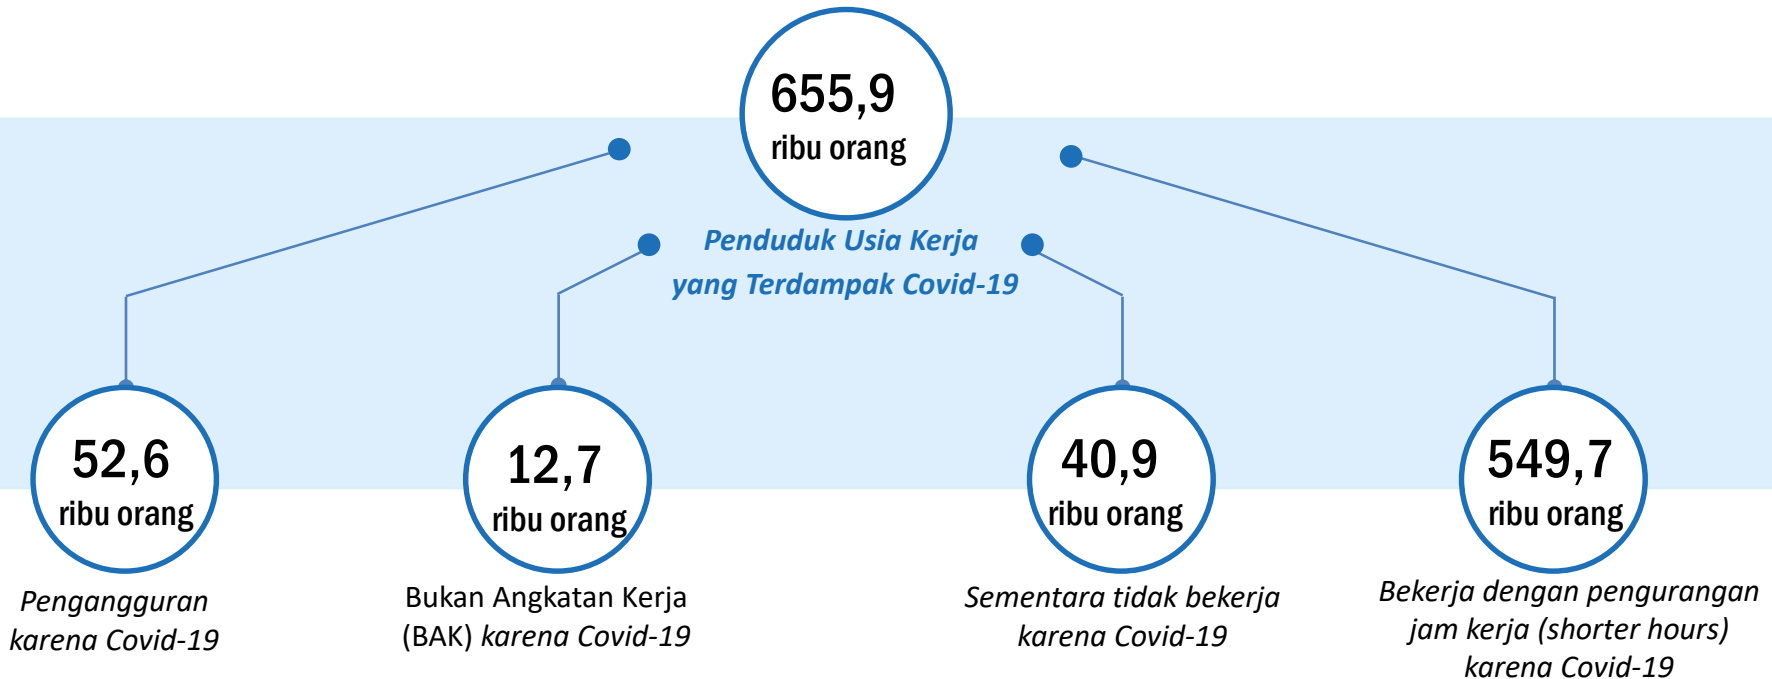 655,9
ribu orang
Penduduk Usia Kerja
yang Terdampak Covid-19
52,6
ribu orang
Pengangguran
karena Covid-19
12,7
ribu orang
Bukan Angkatan Kerja
(BAK) karena Covid-19
40,9
ribu orang
Sementara tidak bekerja
karena Covid-19
549,7
ribu orang
Bekerja dengan pengurangan
jam kerja (shorter hours)
karena Covid-19